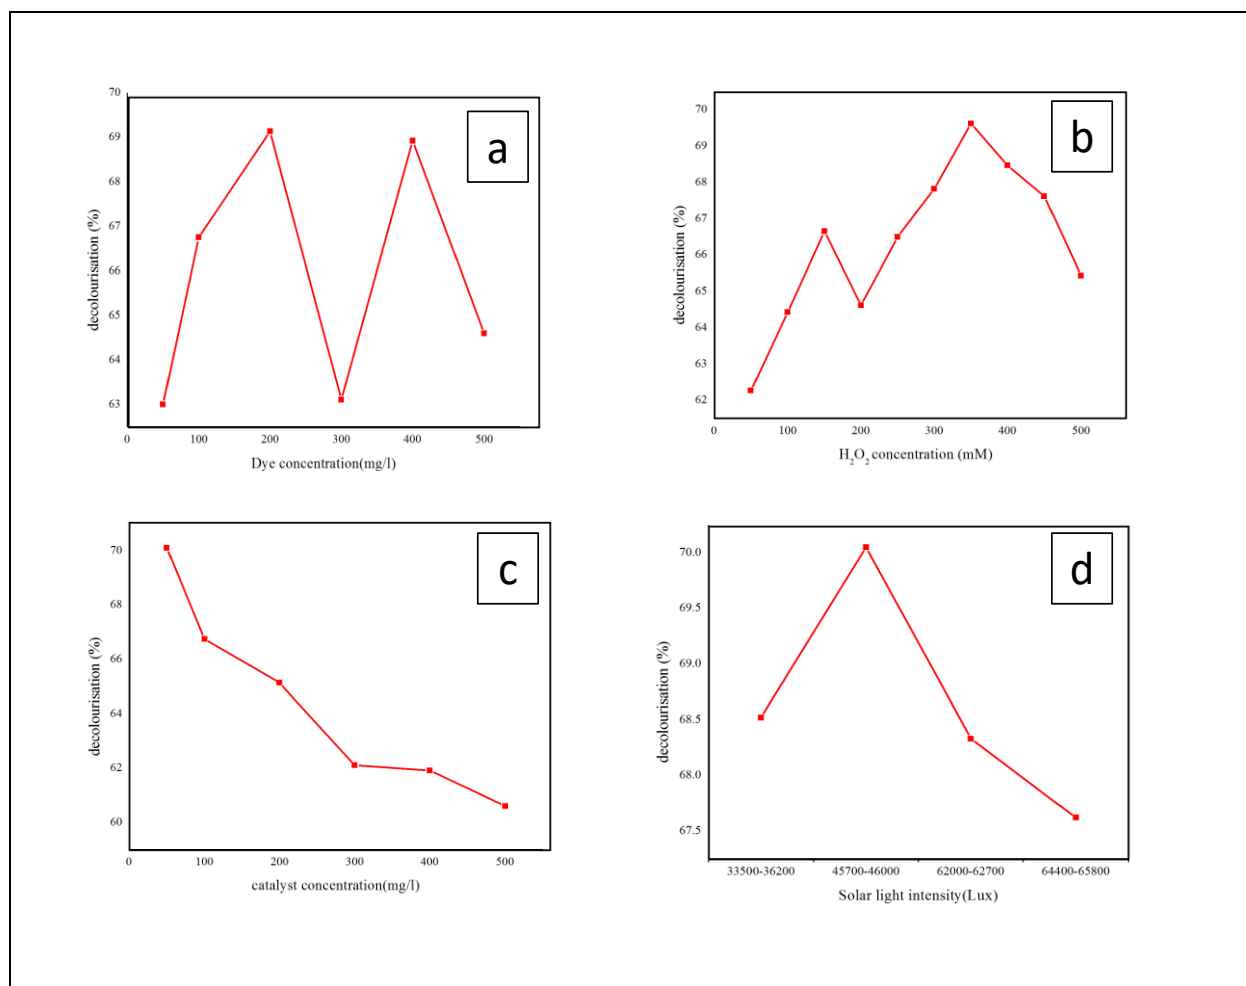 a
70
69
68
67
66
65
64
63
decolourisation (%)
0 100 200 300 400 500
Dye concentration(mg/l)
b
70
69
68
67
66
65
64
63
62
decolourisation (%)
0 100 200 300 400 500
H₂O₂ concentration (mM)
c
70
68
66
64
62
60
decolourisation (%)
0 100 200 300 400 500
catalyst concentration(mg/l)
d
70.0
69.5
69.0
68.5
68.0
67.5
decolourisation (%)
33500-36200 45700-46000 62000-62700 64400-65800
Solar light intensity(Lux)